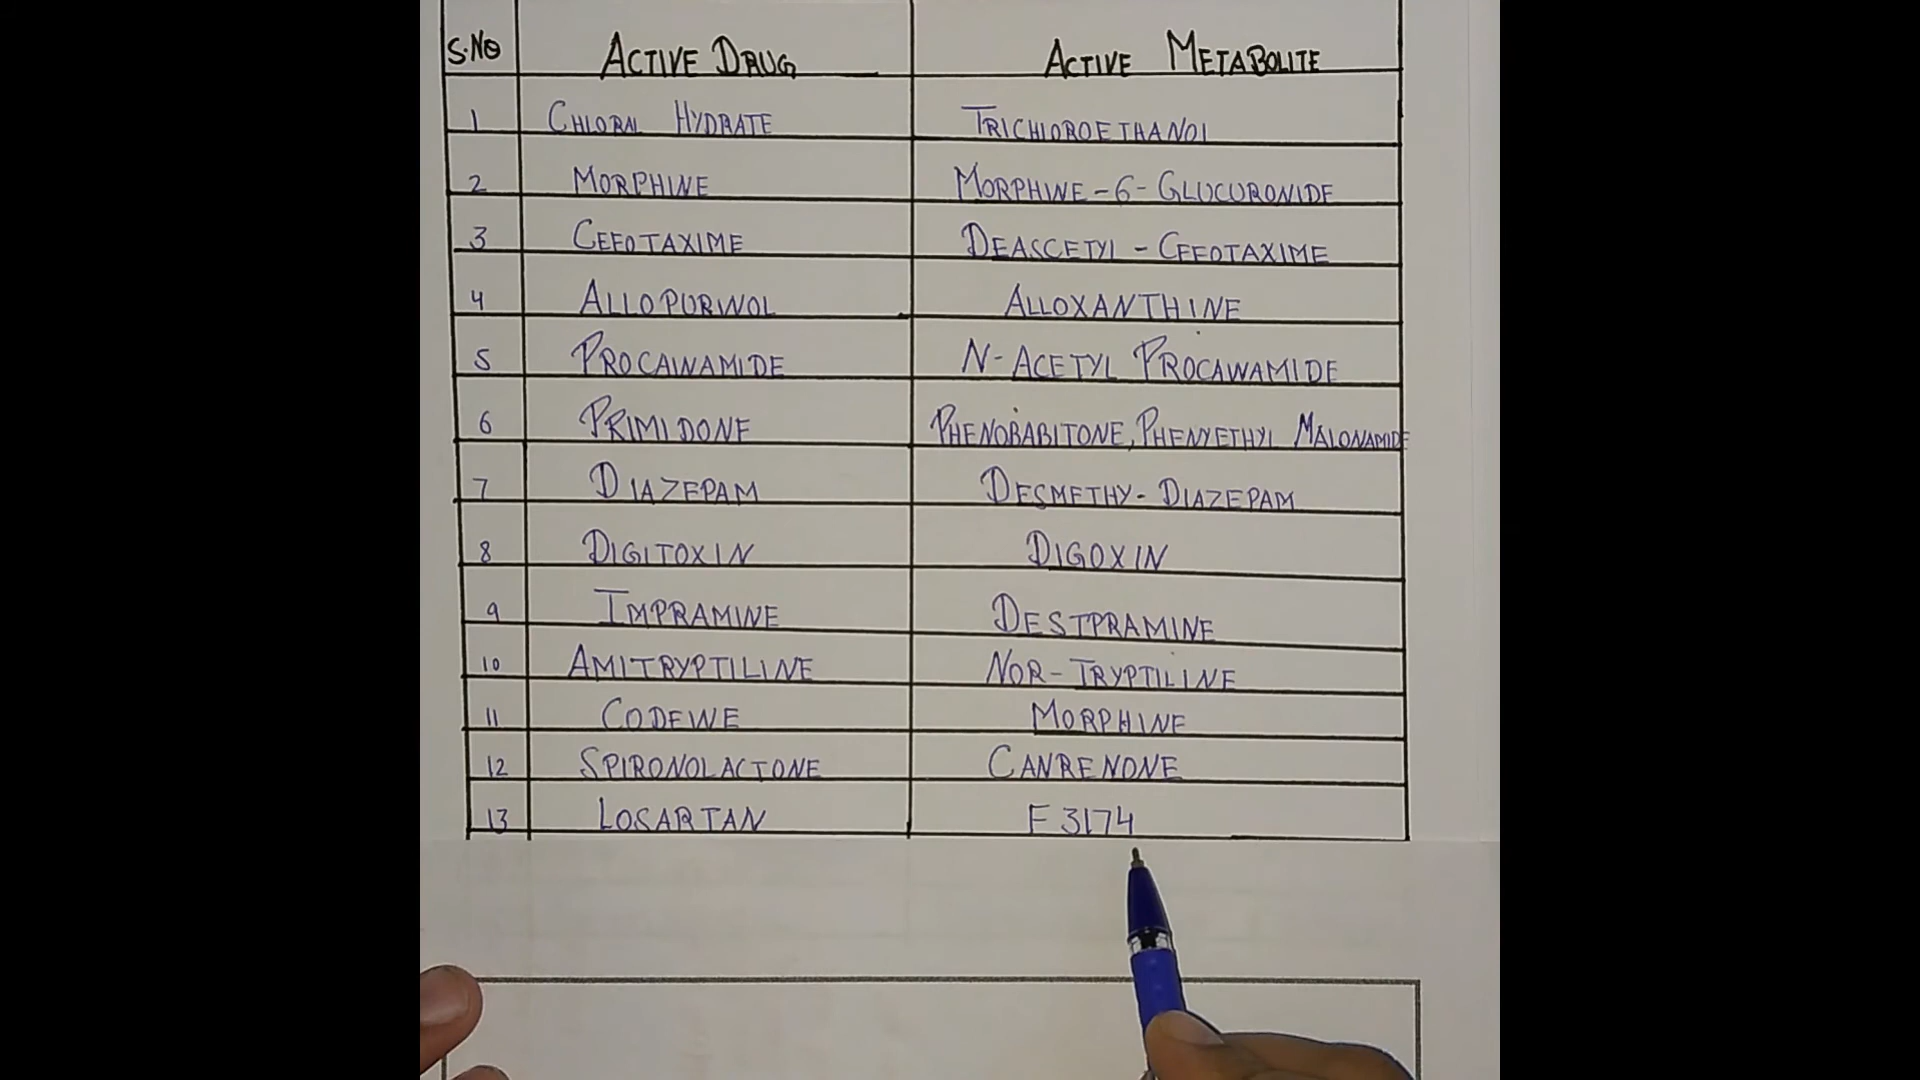 S.No ACTIVE DRUG ACTIVE METABOLITE
1 CHLORAL HYDRATE TRICHLOROETHANOL
2 MORPHINE MORPHINE-6-GLUCURONIDE
3 CEFOTAXIME DEASCETYL-CEFOTAXIME
4 ALLOPURINOL ALLOXANTHINE
5 PROCAINAMIDE N-ACETYL PROCAINAMIDE
6 PRIMIDONE PHENOBABITONE, PHENYETHYL MALONAMIDE
7 DIAZEPAM DESMETHY-DIAZEPAM
8 DIGITOXIN DIGOXIN
9 IMPRAMINE DESIPRAMINE
10 AMITRYPTILINE NOR-TRYPTILINE
11 CODEINE MORPHINE
12 SPIRONOLACTONE CANRENONE
13 LOSARTAN E 3174